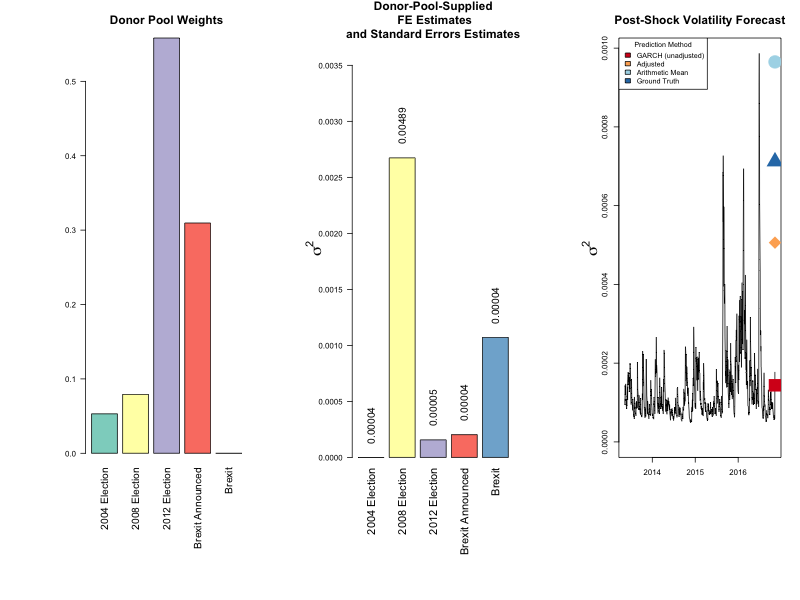 Donor Pool Weights
0.0
0.1
0.2
0.3
0.4
0.5
2004 Election
2008 Election
2012 Election
Brexit Announced
Brexit
Donor-Pool-Supplied
FE Estimates
and Standard Errors Estimates
σ2
0.0000
0.0005
0.0010
0.0015
0.0020
0.0025
0.0030
0.0035
0.00004
0.00489
0.00005
0.00004
0.00004
2004 Election
2008 Election
2012 Election
Brexit Announced
Brexit
Post-Shock Volatility Forecast
σ2
0.0000
0.0002
0.0004
0.0006
0.0008
0.0010
Prediction Method
GARCH (unadjusted)
Adjusted
Arithmetic Mean
Ground Truth
2014
2015
2016